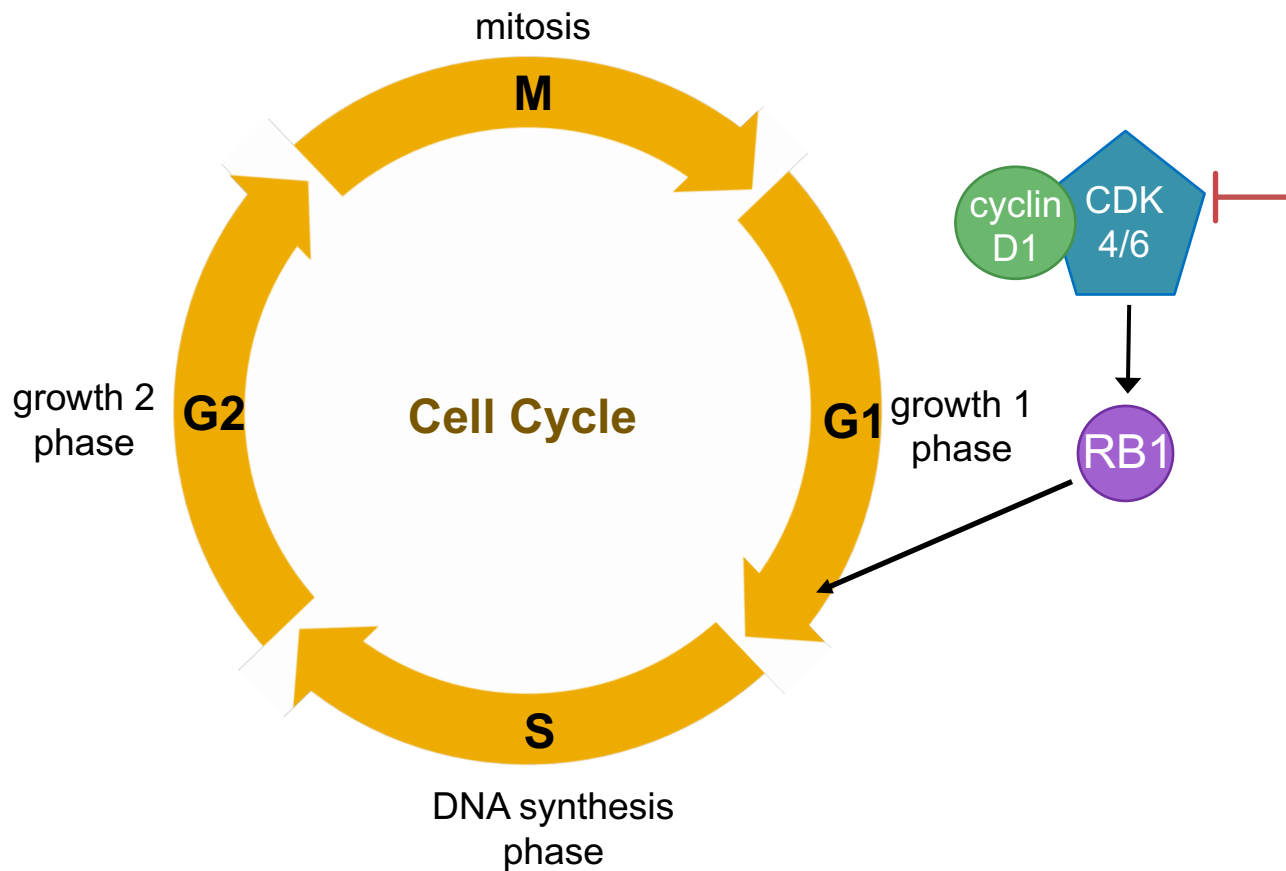 mitosis
M
cyclin
D1
CDK
4/6
growth 2
phase
G2
Cell Cycle
G1
growth 1
phase
RB1
S
DNA synthesis
phase